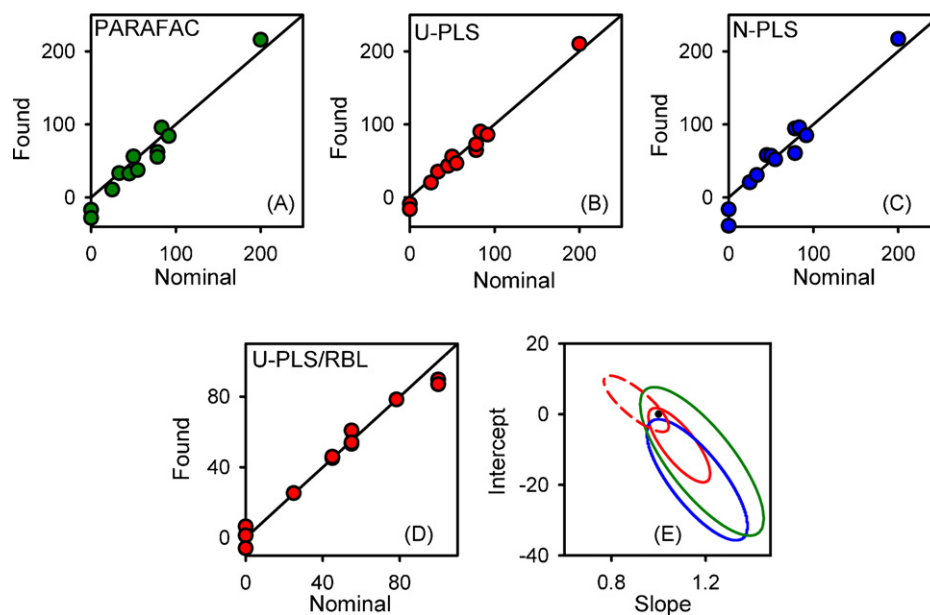 PARAFAC
200
100
0
Found
0 100 200
Nominal
(A)
U-PLS
200
100
0
Found
0 100 200
Nominal
(B)
N-PLS
200
100
0
Found
0 100 200
Nominal
(C)
U-PLS/RBL
80
40
0
Found
0 40 80
Nominal
(D)
20
0
-20
-40
Intercept
0.8 1.2
Slope
(E)